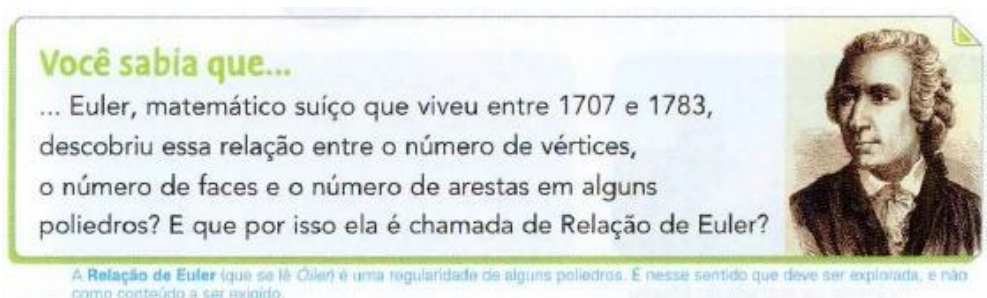 Você sabia que...
... Euler, matemático suíço que viveu entre 1707 e 1783,
descobriu essa relação entre o número de vértices,
o número de faces e o número de arestas em alguns
poliedros? E que por isso ela é chamada de Relação de Euler?
A Relação de Euler (que se lê Óiler) é uma regularidade de alguns poliedros. É nesse sentido que deve ser explorada, e não
como conteúdo a ser exigido.